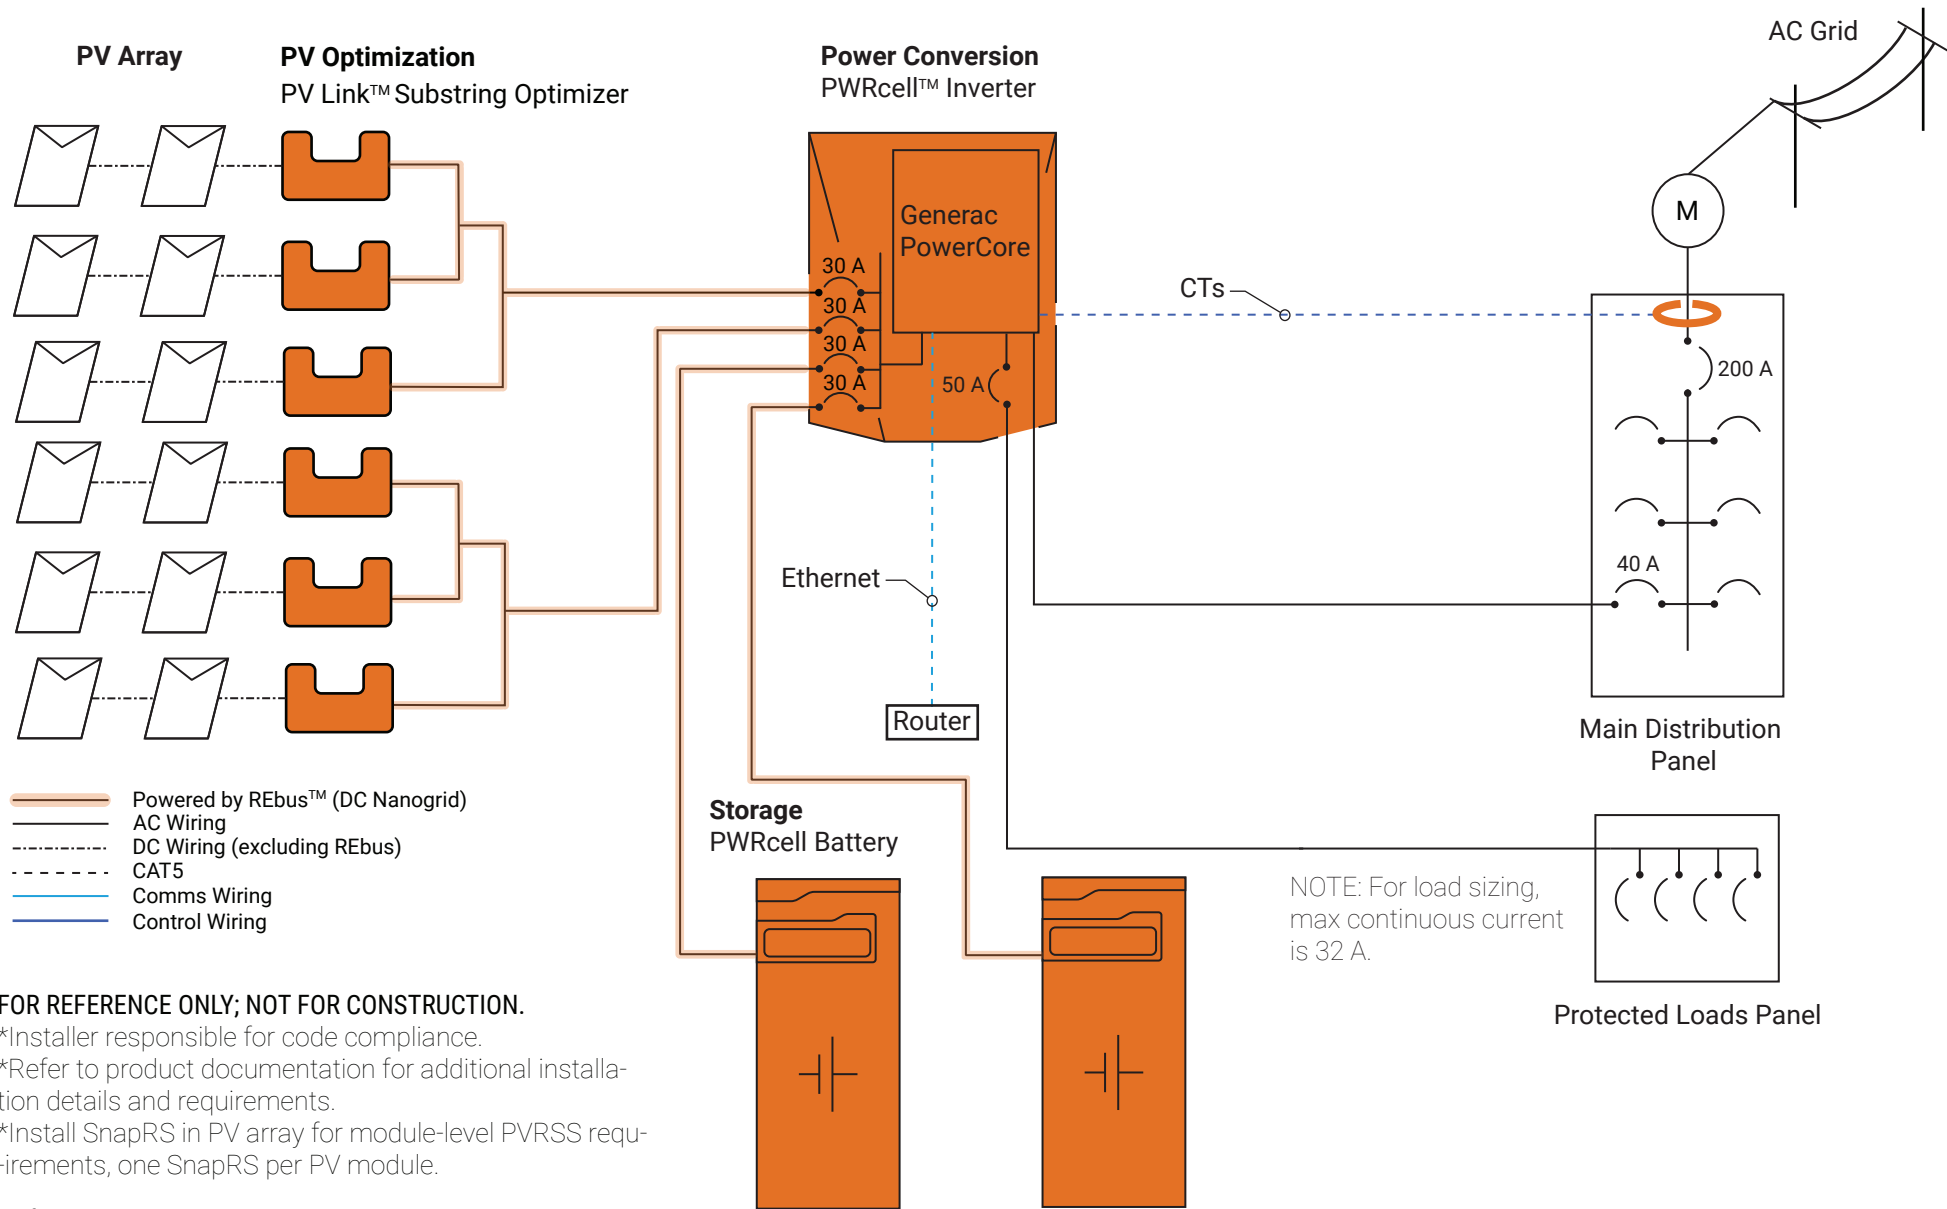 PV Array
PV Optimization
PV Link™ Substring Optimizer
Power Conversion
PWRcell™ Inverter
AC Grid
M
Generac
PowerCore
30 A
30 A
30 A
30 A
50 A
CTs
200 A
40 A
Ethernet
Router
Main Distribution
Panel
Powered by REbus™ (DC Nanogrid)
AC Wiring
DC Wiring (excluding REbus)
CAT5
Comms Wiring
Control Wiring
Storage
PWRcell Battery
NOTE: For load sizing,
max continuous current
is 32 A.
Protected Loads Panel
FOR REFERENCE ONLY; NOT FOR CONSTRUCTION.
*Installer responsible for code compliance.
*Refer to product documentation for additional installa-
tion details and requirements.
*Install SnapRS in PV array for module-level PVRSS requ-
-irements, one SnapRS per PV module.